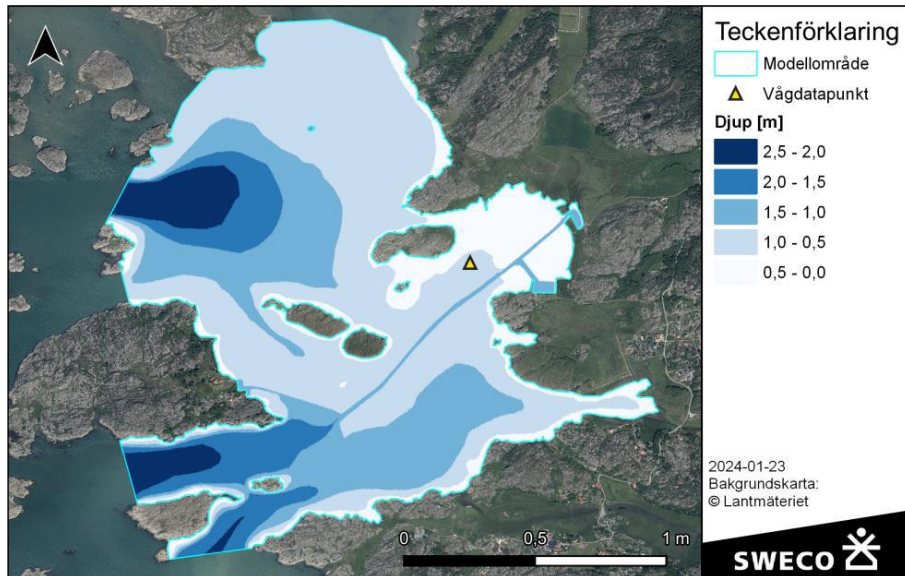 Teckenförklaring
Modellområde
Vågdatapunkt
Djup [m]
2,5 - 2,0
2,0 - 1,5
1,5 - 1,0
1,0 - 0,5
0,5 - 0,0
2024-01-23
Bakgrundskarta:
© Lantmäteriet
0 0,5 1 m
SWECO